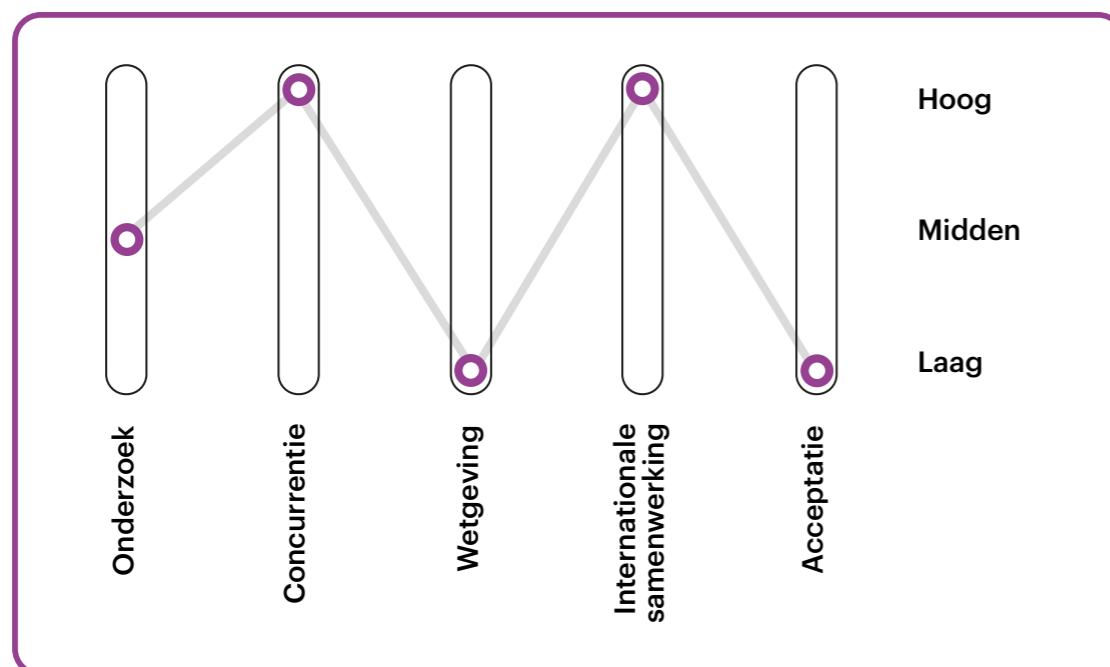 Hoog
Midden
Laag
Onderzoek
Concurrentie
Wetgeving
Internationale
samenwerking
Acceptatie